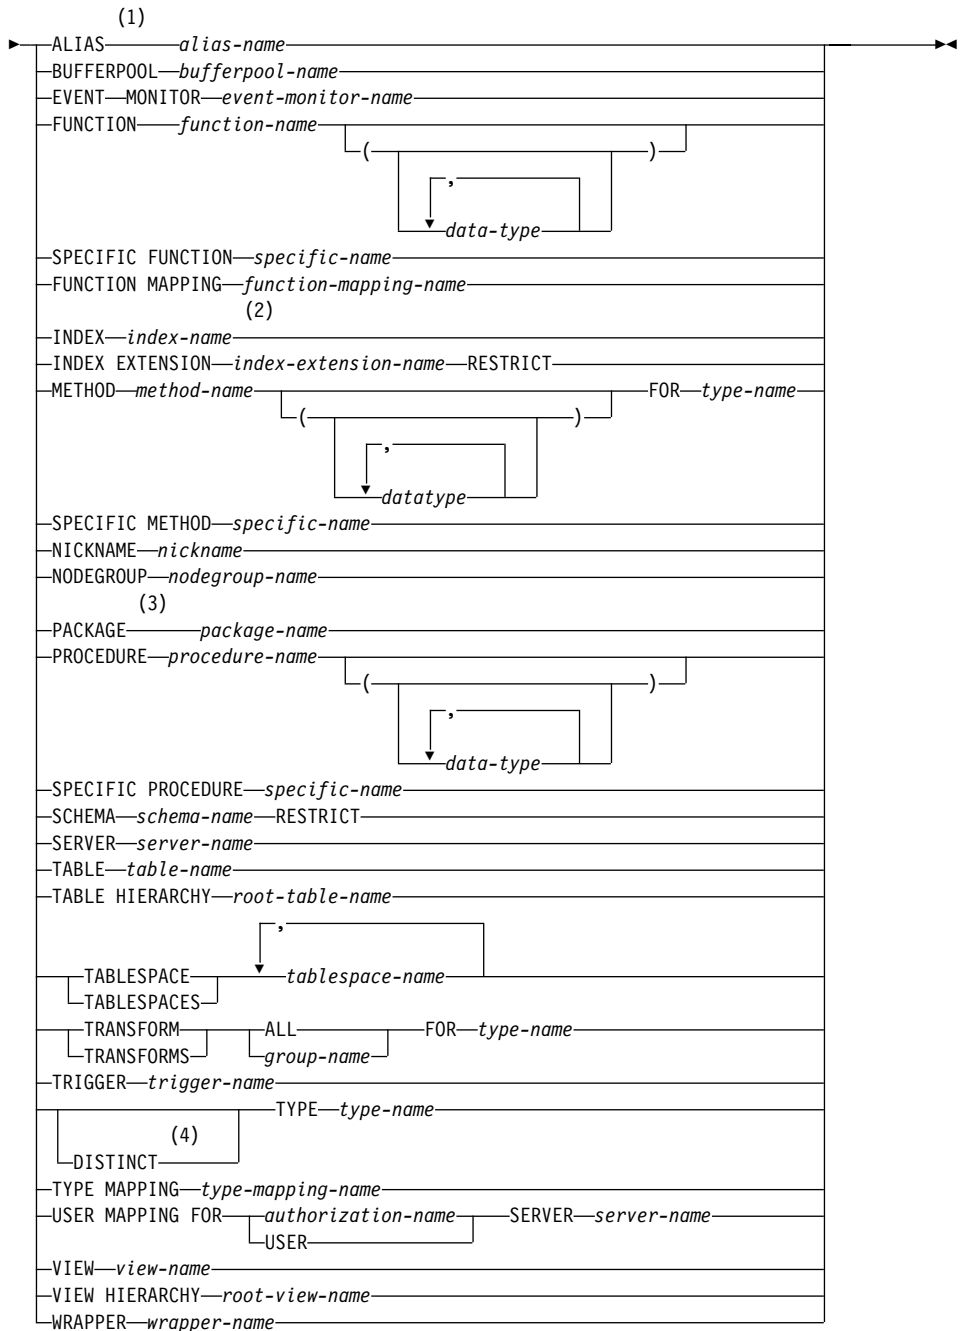 (1)
ALIAS alias-name
BUFFERPOOL bufferpool-name
EVENT MONITOR event-monitor-name
FUNCTION function-name
( )
,
data-type
SPECIFIC FUNCTION specific-name
FUNCTION MAPPING function-mapping-name
(2)
INDEX index-name
INDEX EXTENSION index-extension-name RESTRICT
METHOD method-name FOR type-name
( )
,
datatype
SPECIFIC METHOD specific-name
NICKNAME nickname
NODEGROUP nodegroup-name
(3)
PACKAGE package-name
PROCEDURE procedure-name
( )
,
data-type
SPECIFIC PROCEDURE specific-name
SCHEMA schema-name RESTRICT
SERVER server-name
TABLE table-name
TABLE HIERARCHY root-table-name
,
TABLESPACE tablespace-name
TABLESPACES
TRANSFORM ALL FOR type-name
TRANSFORMS group-name
TRIGGER trigger-name
TYPE type-name
(4)
DISTINCT
TYPE MAPPING type-mapping-name
USER MAPPING FOR authorization-name SERVER server-name
USER
VIEW view-name
VIEW HIERARCHY root-view-name
WRAPPER wrapper-name